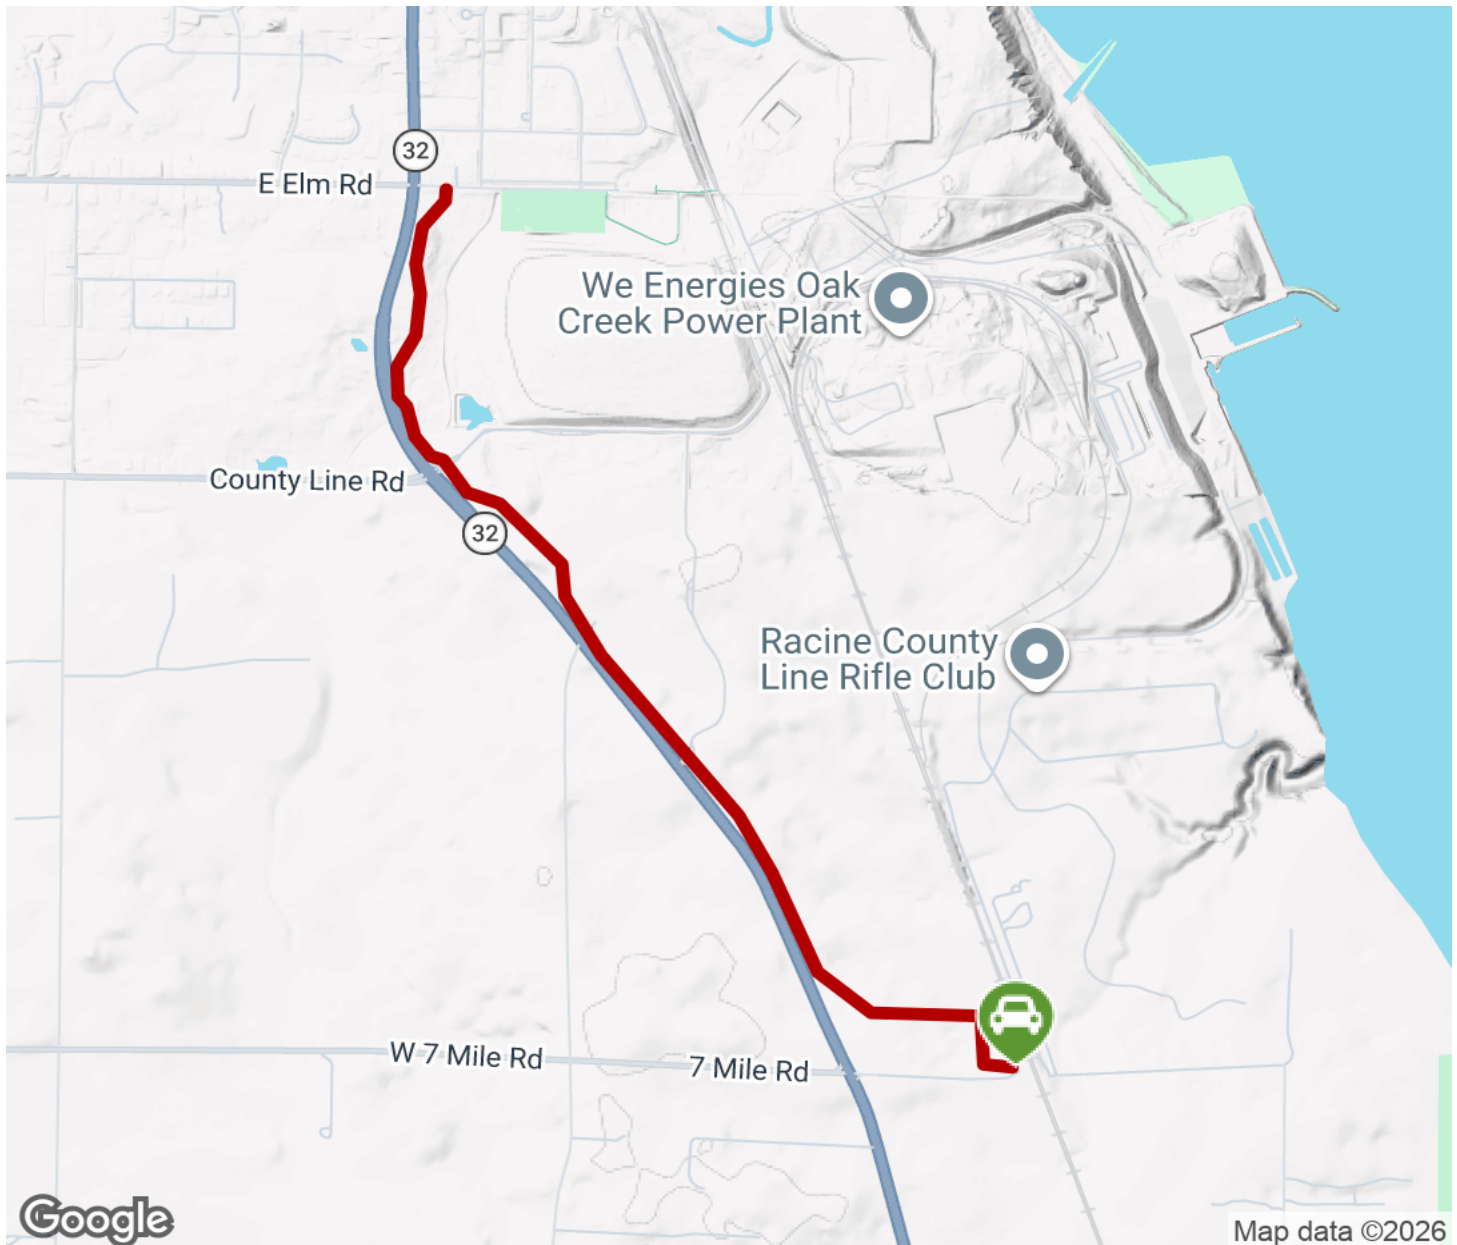 32
E Elm Rd
We Energies Oak
Creek Power Plant
County Line Rd
32
Racine County
Line Rifle Club
W 7 Mile Rd
7 Mile Rd
Google
Map data ©2026